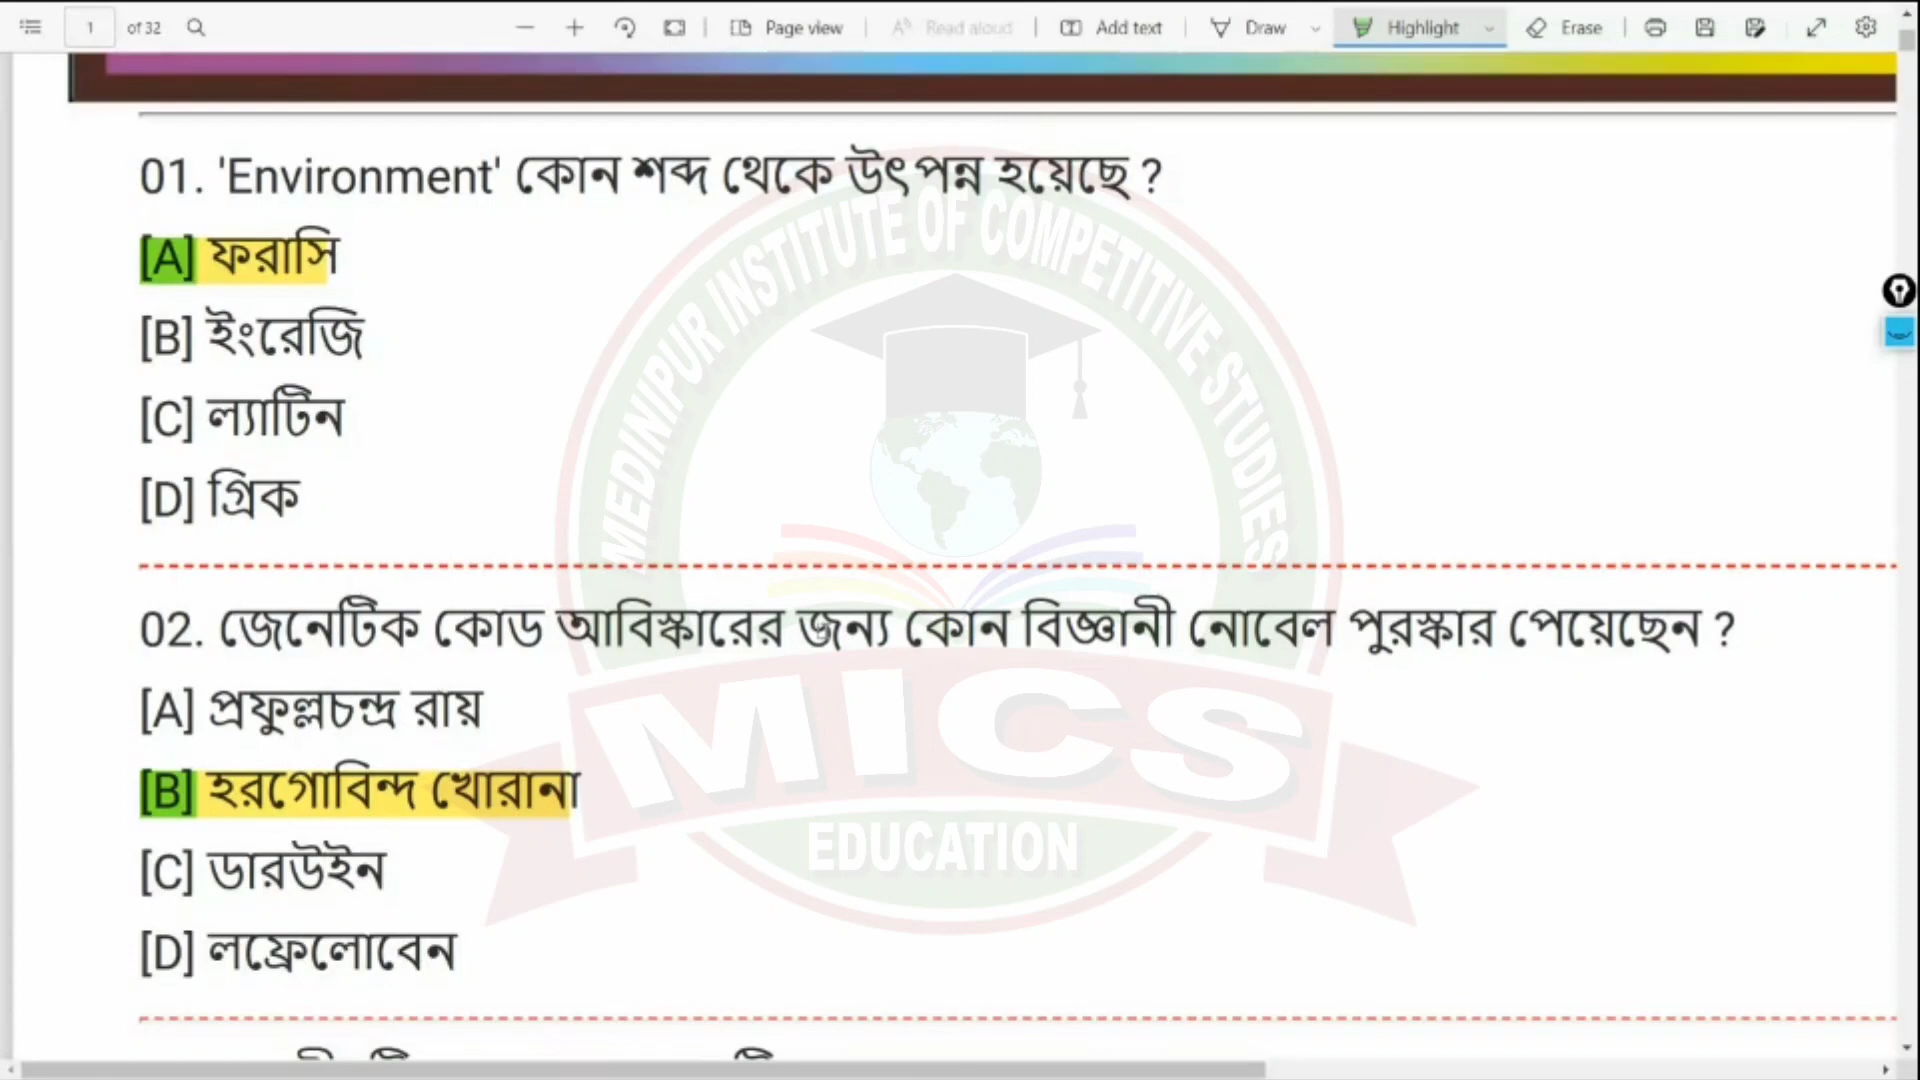 1 of 32 Page view Read aloud Add text Draw Highlight Erase
01. 'Environment' কোন শব্দ থেকে উৎপন্ন হয়েছে ?
[A] ফরাসি
[B] ইংরেজি
[C] ল্যাটিন
[D] গ্রিক
02. জেনেটিক কোড আবিস্কারের জন্য কোন বিজ্ঞানী নোবেল পুরস্কার পেয়েছেন ?
[A] প্রফুল্লচন্দ্র রায়
[B] হরগোবিন্দ খোরানা
[C] ডারউইন
[D] লফ্রেলোবেন
MEDINIPUR INSTITUTE OF COMPETITIVE STUDIES
MICS
EDUCATION